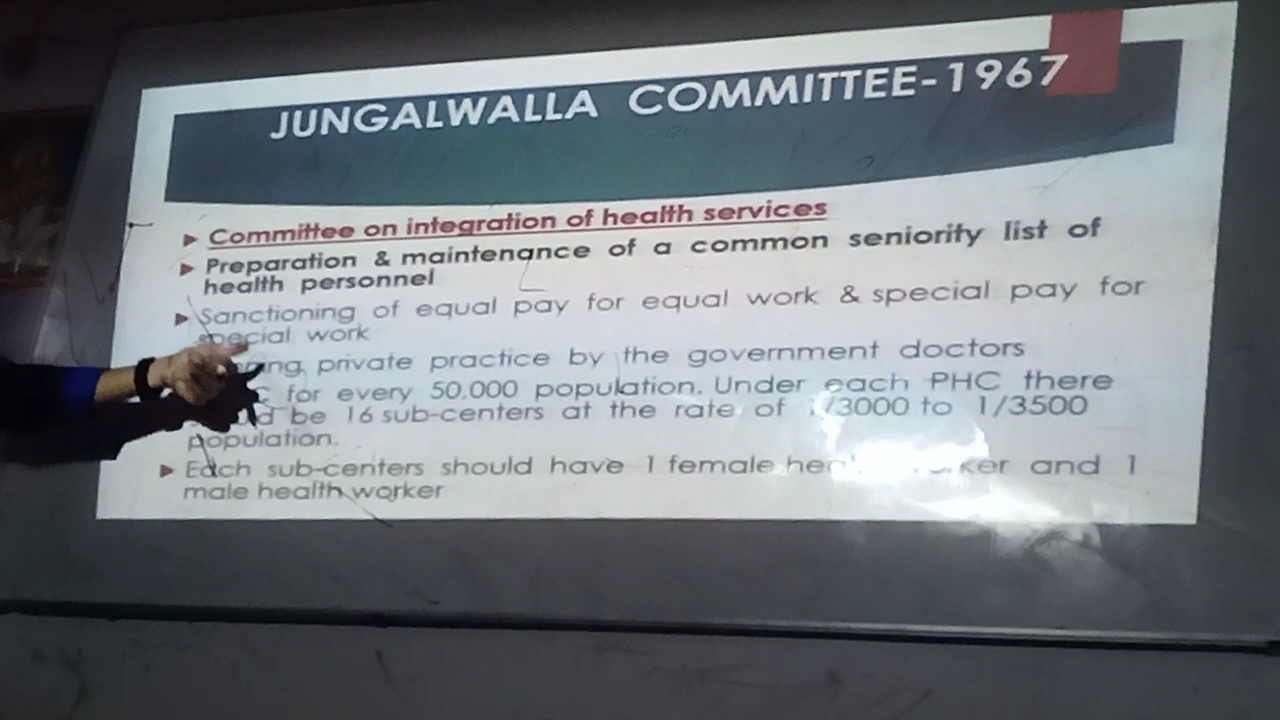 JUNGALWALLA COMMITTEE-1967
Committee on integration of health services
Preparation & maintenance of a common seniority list of
health personnel
Sanctioning of equal pay for equal work & special pay for
special work
private practice by the government doctors
for every 50,000 population. Under each PHC there
be 16 sub-centers at the rate of 1/3000 to 1/3500
population.
Each sub-centers should have 1 female and 1
male health worker